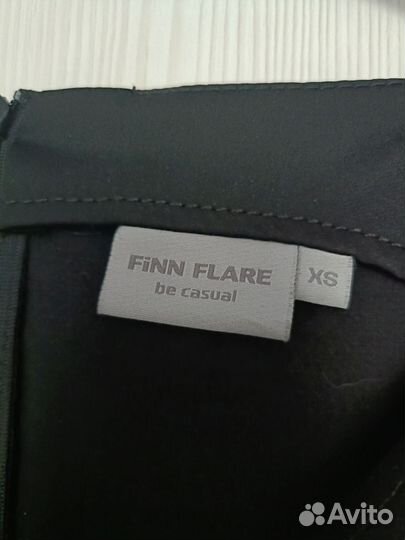 FiNN FLARE
be casual
XS
Avito